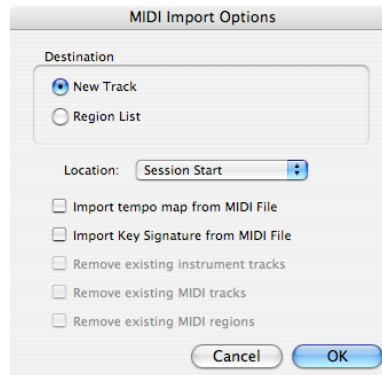 MIDI Import Options
Destination
New Track
Region List
Location: Session Start
Import tempo map from MIDI File
Import Key Signature from MIDI File
Remove existing instrument tracks
Remove existing MIDI tracks
Remove existing MIDI regions
Cancel OK